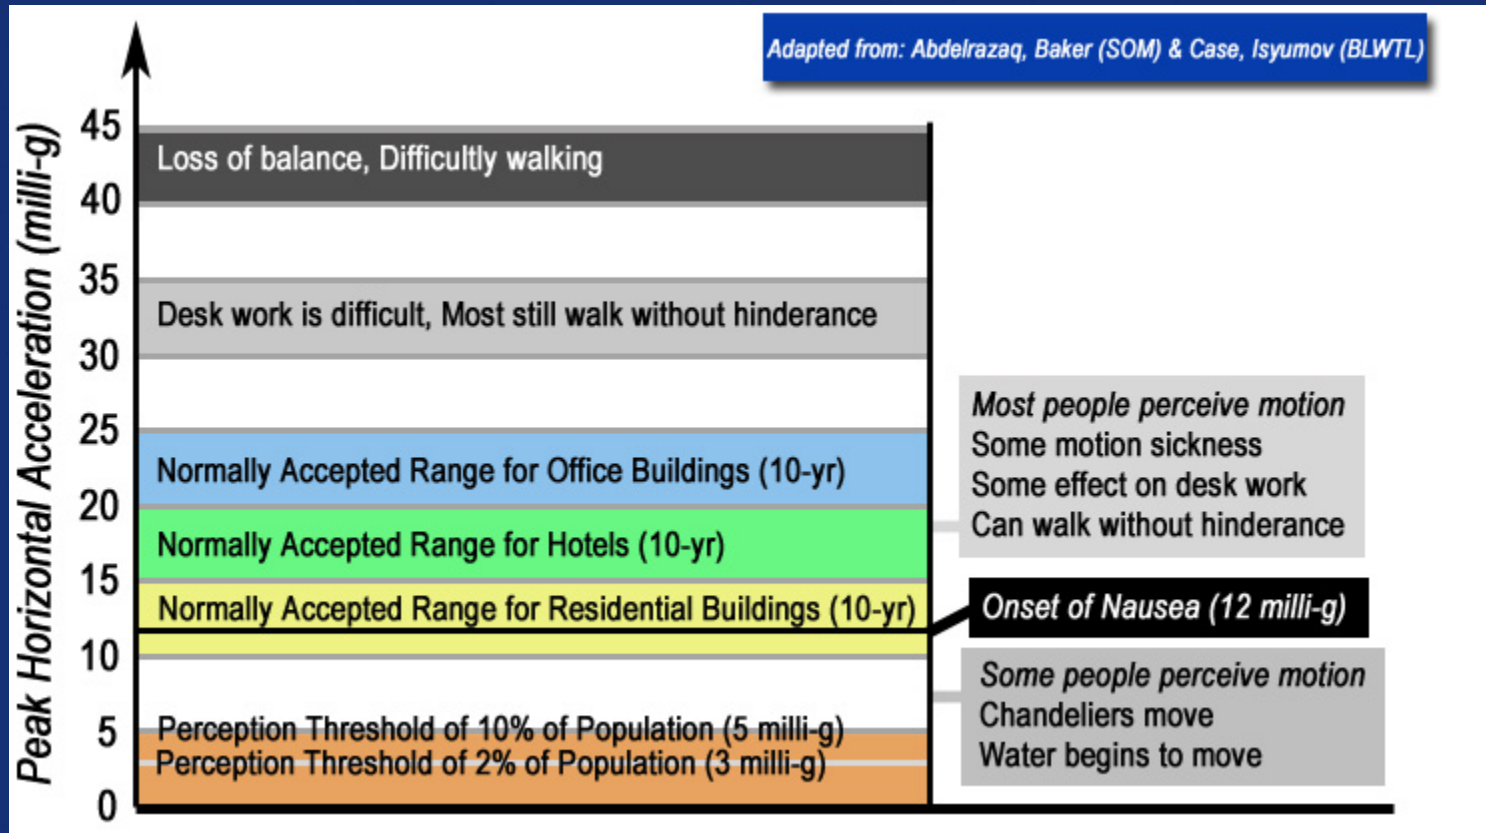 Adapted from: Abdelrazaq, Baker (SOM) & Case, Isyumov (BLWTL)
Peak Horizontal Acceleration (milli-g)
45
Loss of balance, Difficultly walking
40
35
Desk work is difficult, Most still walk without hinderance
30
25
Normally Accepted Range for Office Buildings (10-yr)
20
Normally Accepted Range for Hotels (10-yr)
15
Normally Accepted Range for Residential Buildings (10-yr)
10
Perception Threshold of 10% of Population (5 milli-g)
5
Perception Threshold of 2% of Population (3 milli-g)
0
Most people perceive motion
Some motion sickness
Some effect on desk work
Can walk without hinderance
Onset of Nausea (12 milli-g)
Some people perceive motion
Chandeliers move
Water begins to move